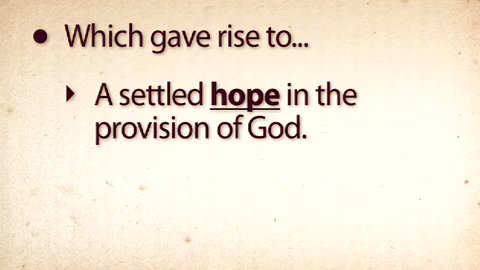 Which gave rise to...
A settled hope in the
provision of God.